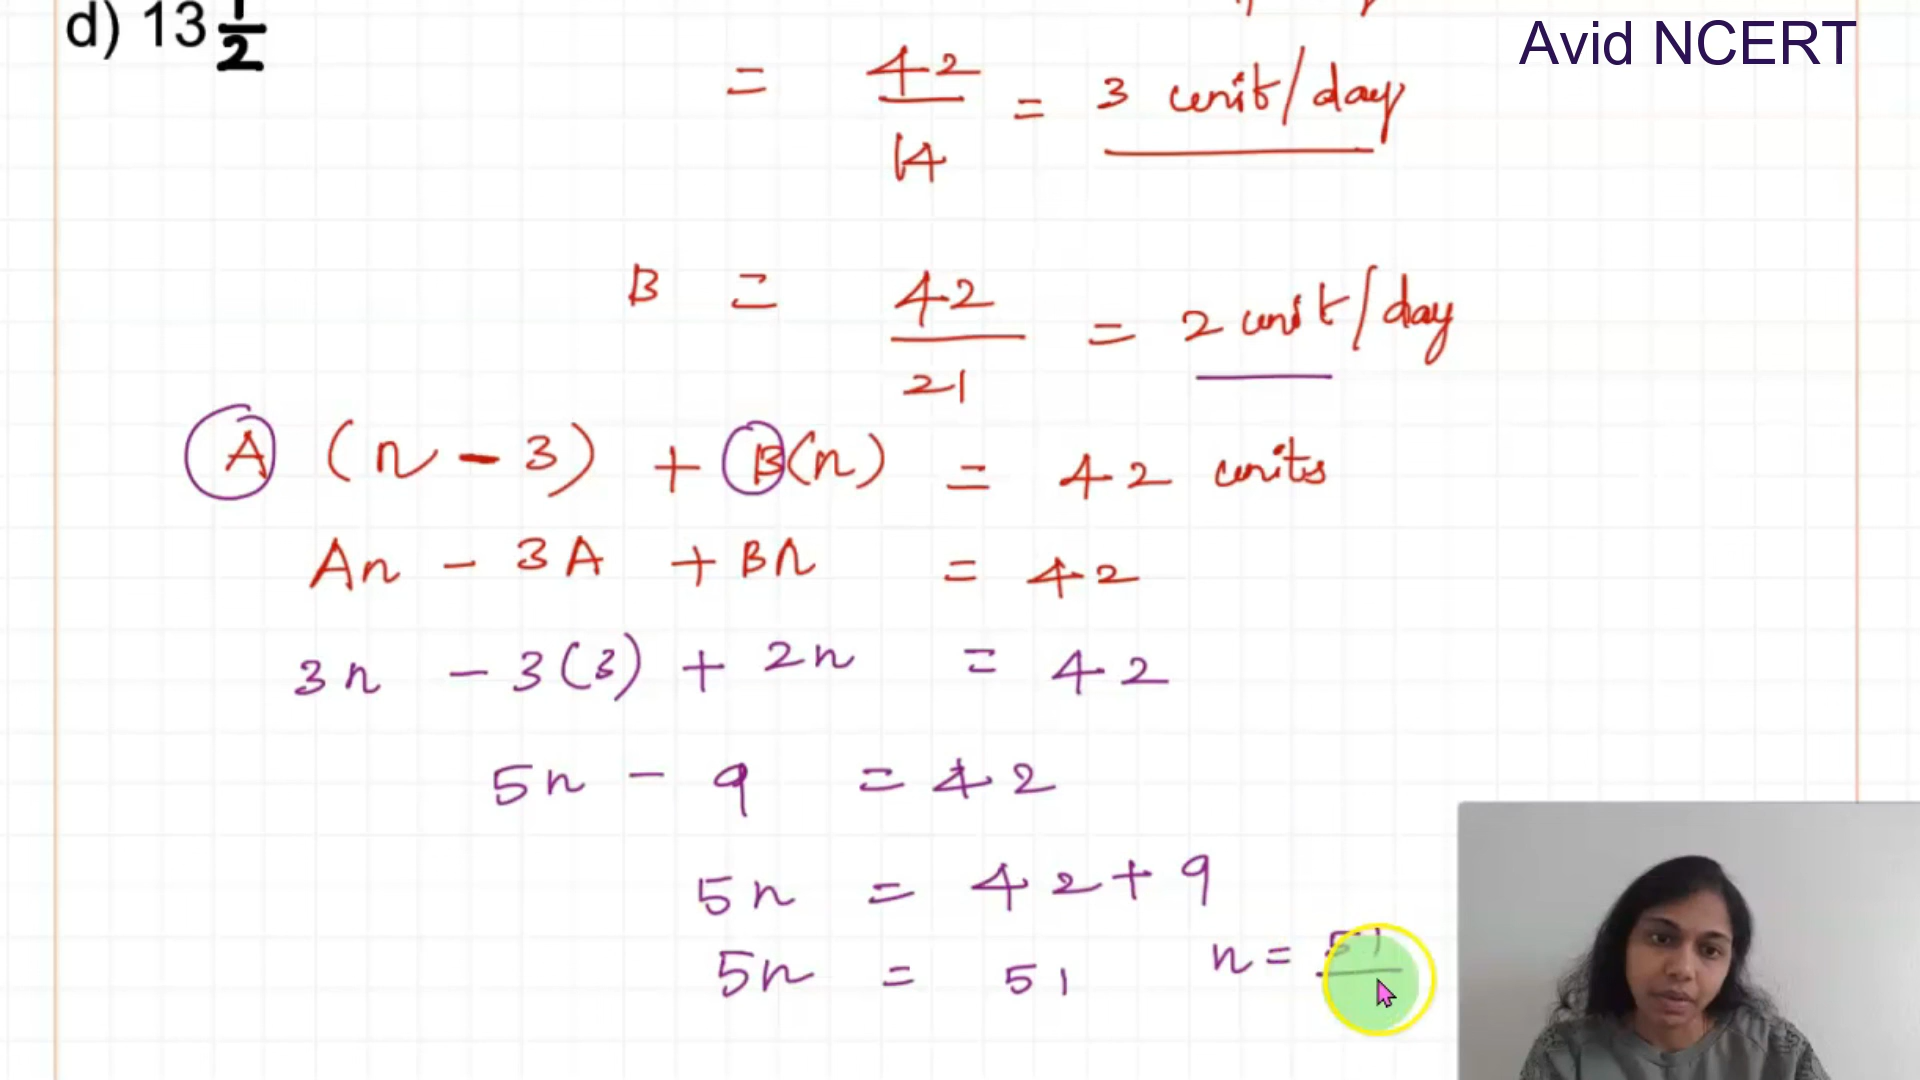 d) 13 1/2
Avid NCERT
= 42/14 = 3 unit/day
B = 42/21 = 2 unit/day
A (n - 3) + B(n) = 42 units
An - 3A + Bn = 42
3n - 3(3) + 2n = 42
5n - 9 = 42
5n = 42 + 9
5n = 51 n = 51